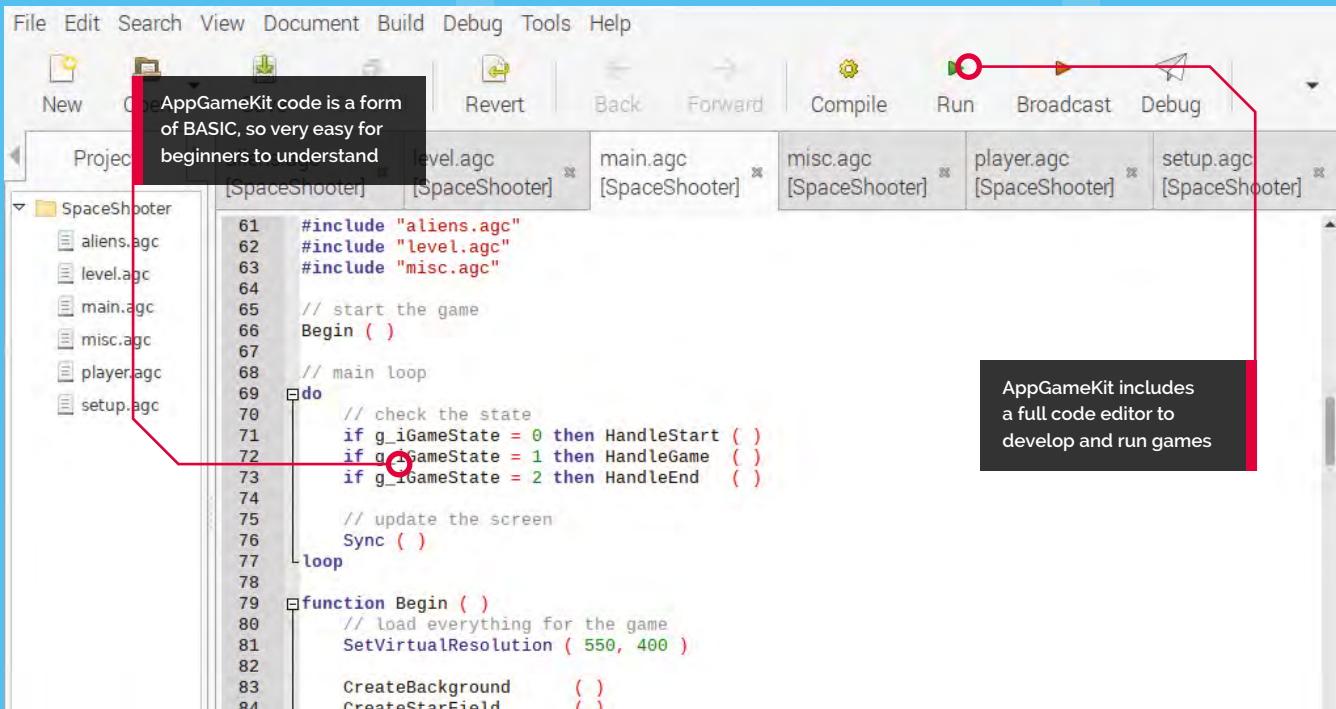 File Edit Search View Document Build Debug Tools Help
New Revert Back Forward Compile Run Broadcast Debug
AppGameKit code is a form
of BASIC, so very easy for
beginners to understand
level.agc main.agc misc.agc player.agc setup.agc
[SpaceShooter] [SpaceShooter] [SpaceShooter] [SpaceShooter] [SpaceShooter] [SpaceShooter]
SpaceShooter
aliens.agc
level.agc
main.agc
misc.agc
player.agc
setup.agc
61 #include "aliens.agc"
62 #include "level.agc"
63 #include "misc.agc"
64
65 // start the game
66 Begin ( )
67
68 // main loop
69 do
70 // check the state
71 if g_iGameState = 0 then HandleStart ( )
72 if g_iGameState = 1 then HandleGame ( )
73 if g_iGameState = 2 then HandleEnd ( )
74
75 // update the screen
76 Sync ( )
77 loop
78
79 function Begin ( )
80 // load everything for the game
81 SetVirtualResolution ( 550, 400 )
82
83 CreateBackground ( )
84 CreateStarField ( )
AppGameKit includes
a full code editor to
develop and run games